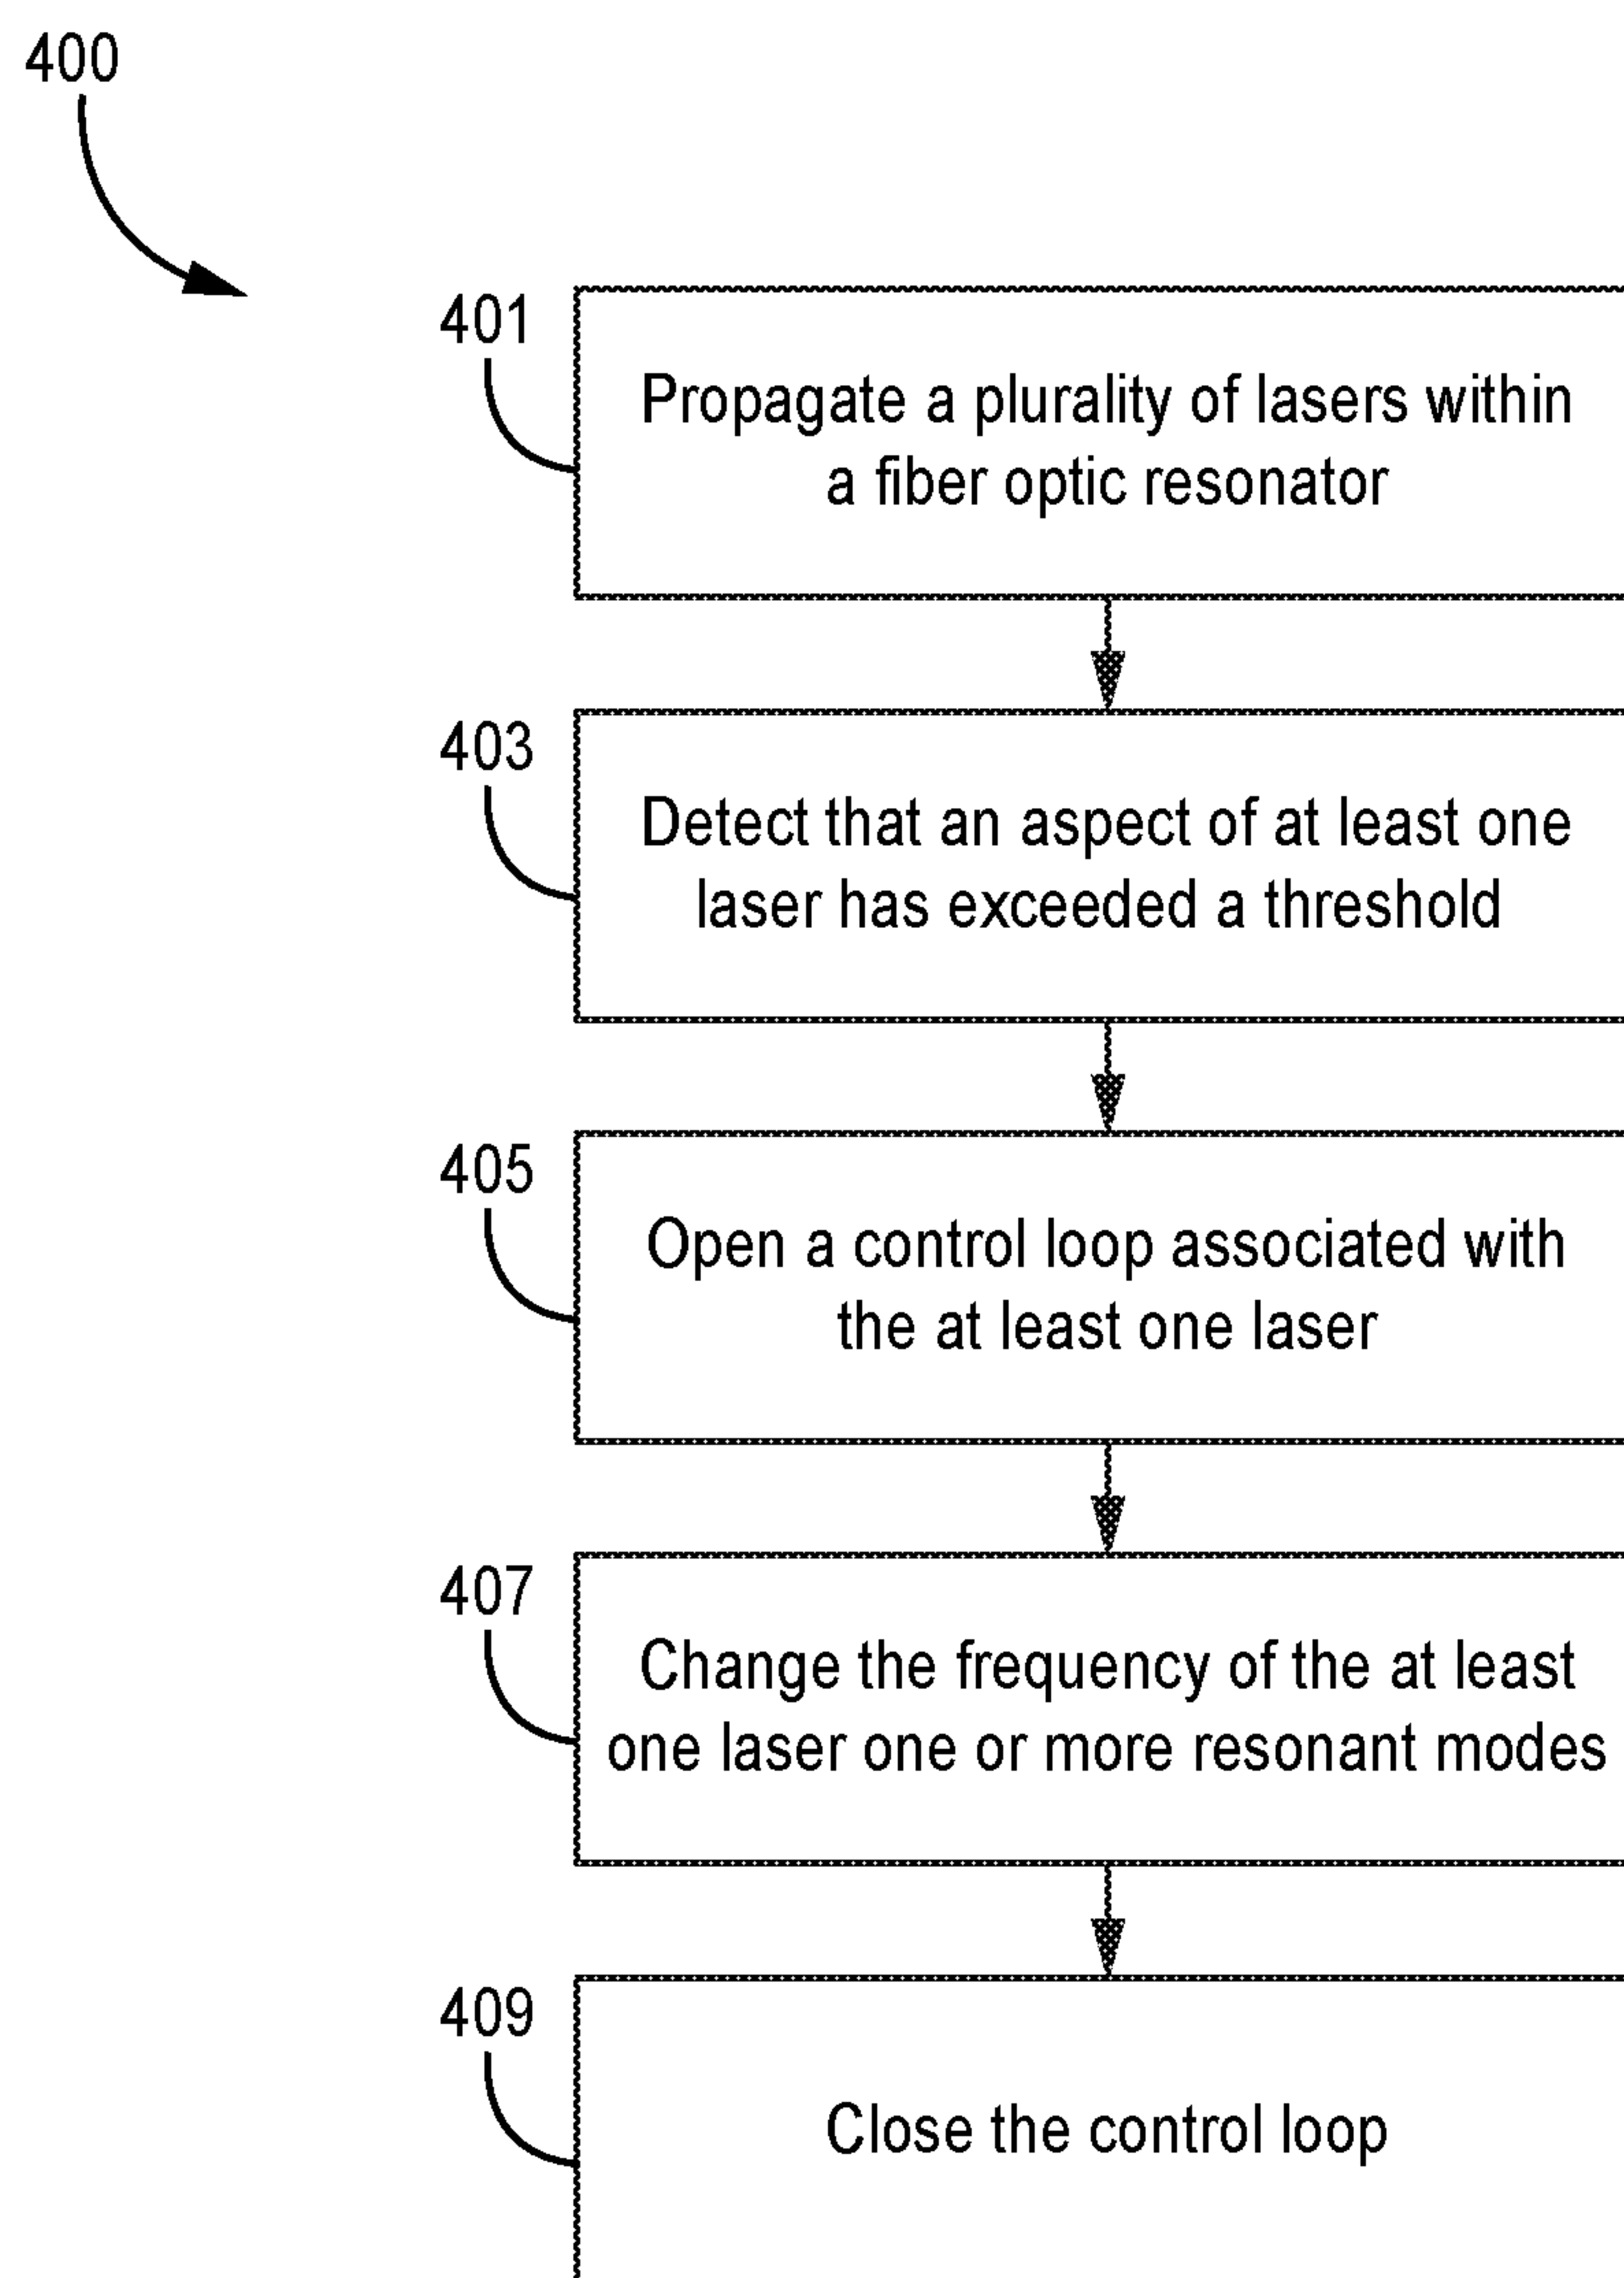 400
401
Propagate a plurality of lasers within
a fiber optic resonator
403
Detect that an aspect of at least one
laser has exceeded a threshold
405
Open a control loop associated with
the at least one laser
407
Change the frequency of the at least
one laser one or more resonant modes
409
Close the control loop